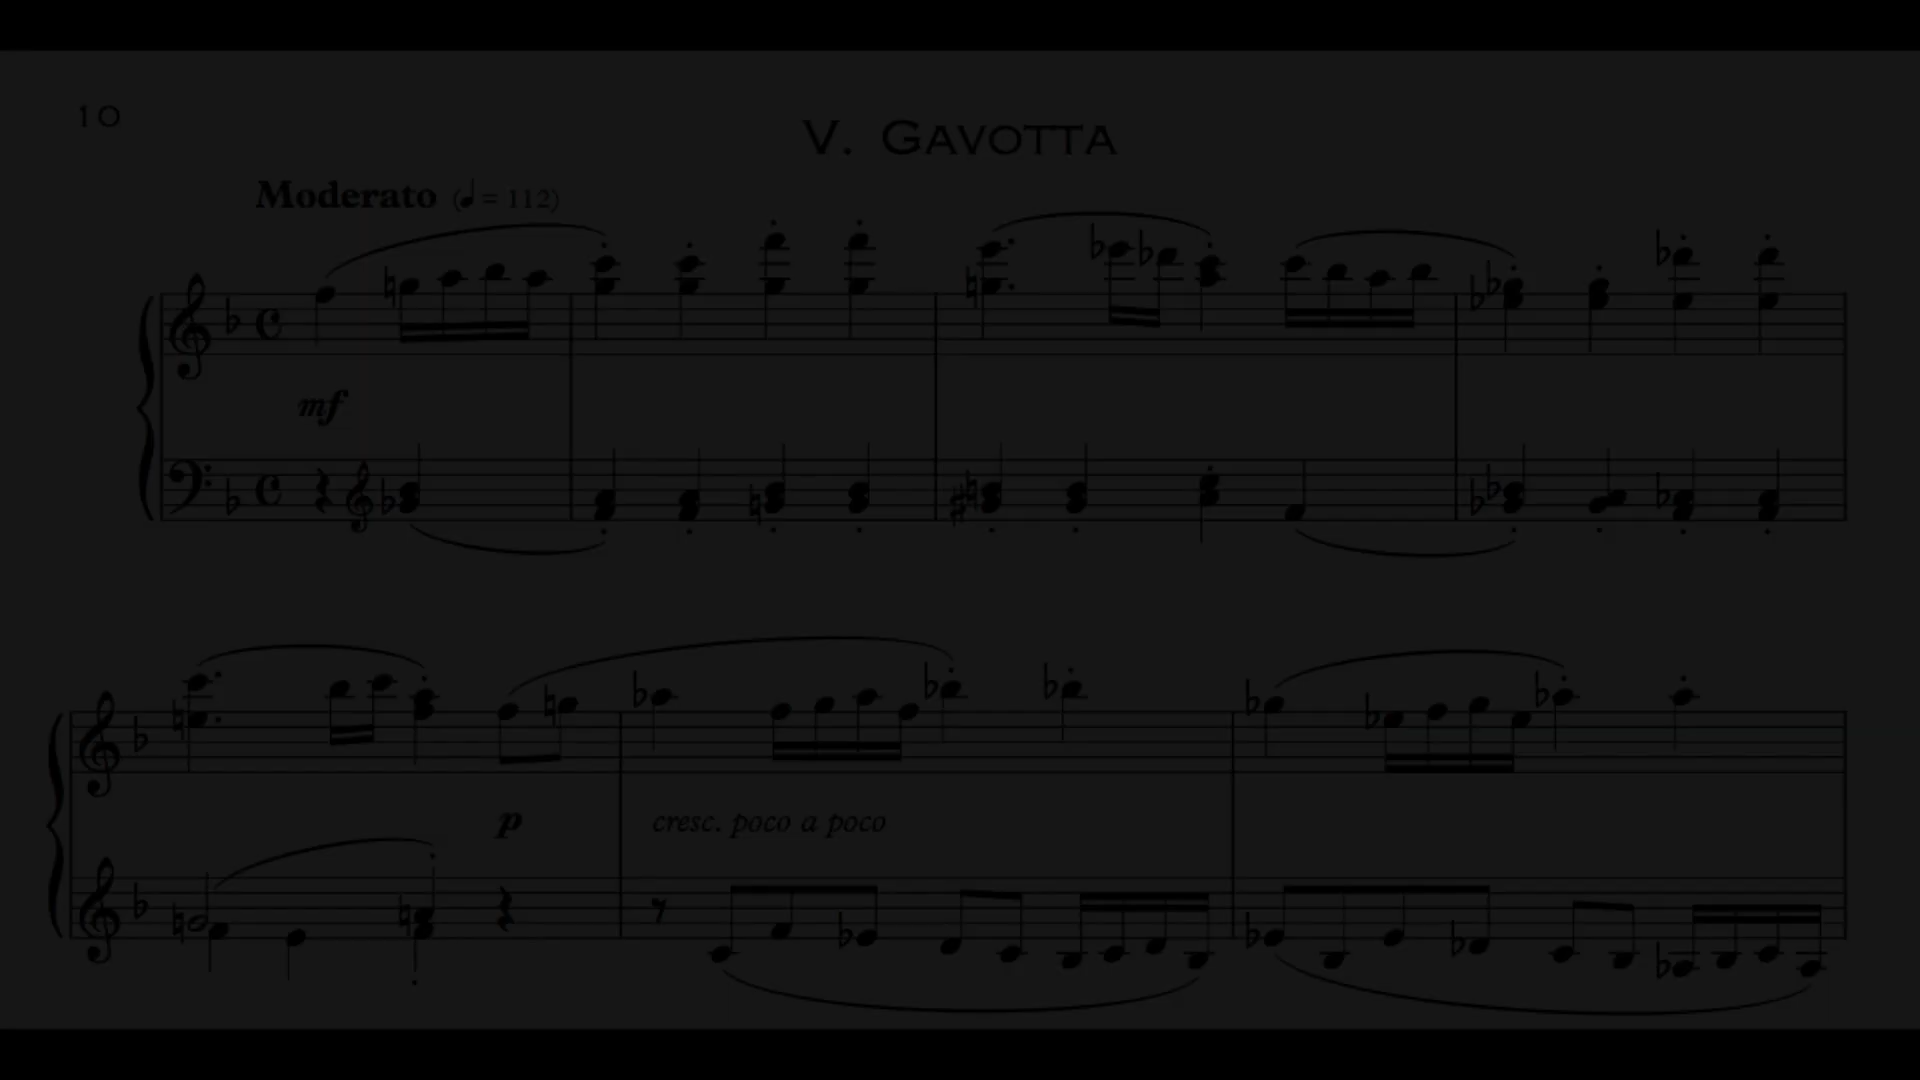 10
V. GAVOTTA
Moderato (♩ = 112)
mf
p
cresc. poco a poco